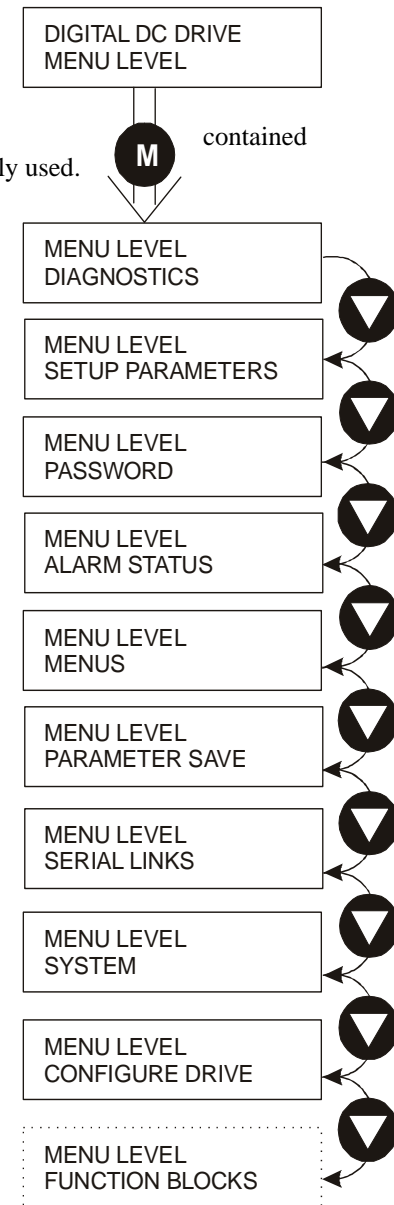 DIGITAL DC DRIVE
MENU LEVEL
contained
ly used.
M
MENU LEVEL
DIAGNOSTICS
MENU LEVEL
SETUP PARAMETERS
MENU LEVEL
PASSWORD
MENU LEVEL
ALARM STATUS
MENU LEVEL
MENUS
MENU LEVEL
PARAMETER SAVE
MENU LEVEL
SERIAL LINKS
MENU LEVEL
SYSTEM
MENU LEVEL
CONFIGURE DRIVE
MENU LEVEL
FUNCTION BLOCKS